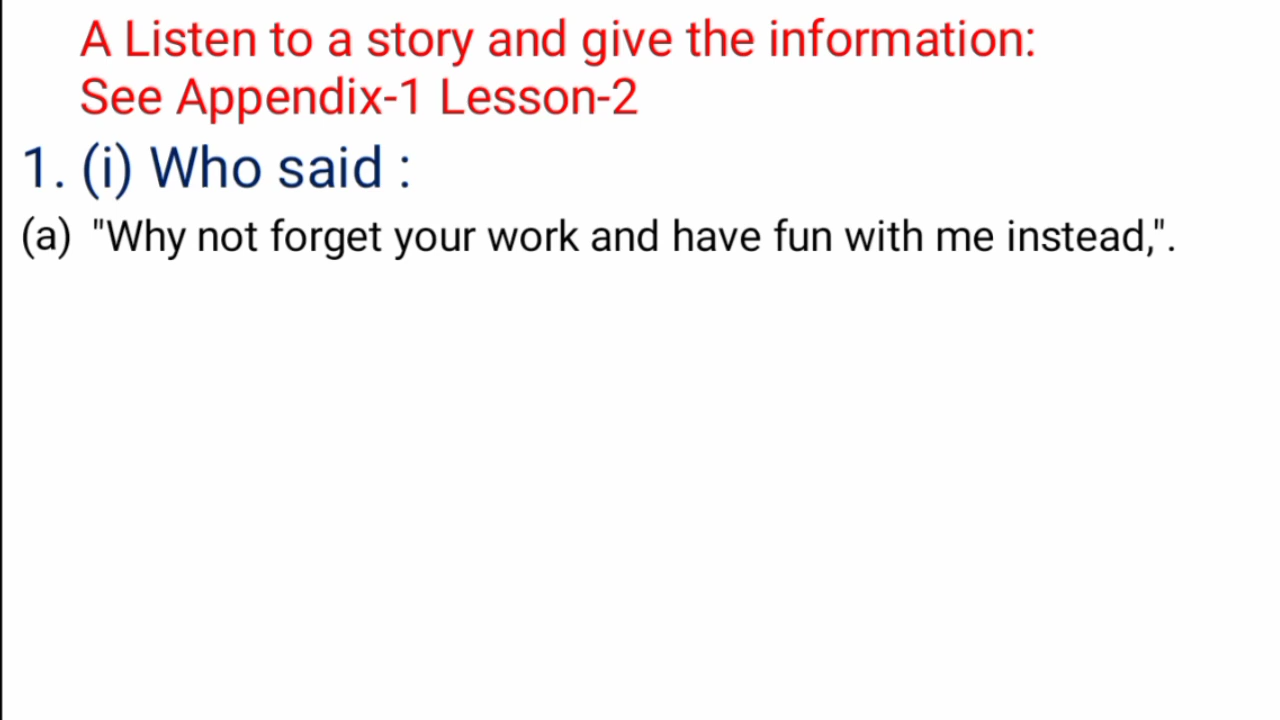 A Listen to a story and give the information:
See Appendix-1 Lesson-2
1. (i) Who said :
(a) "Why not forget your work and have fun with me instead,".